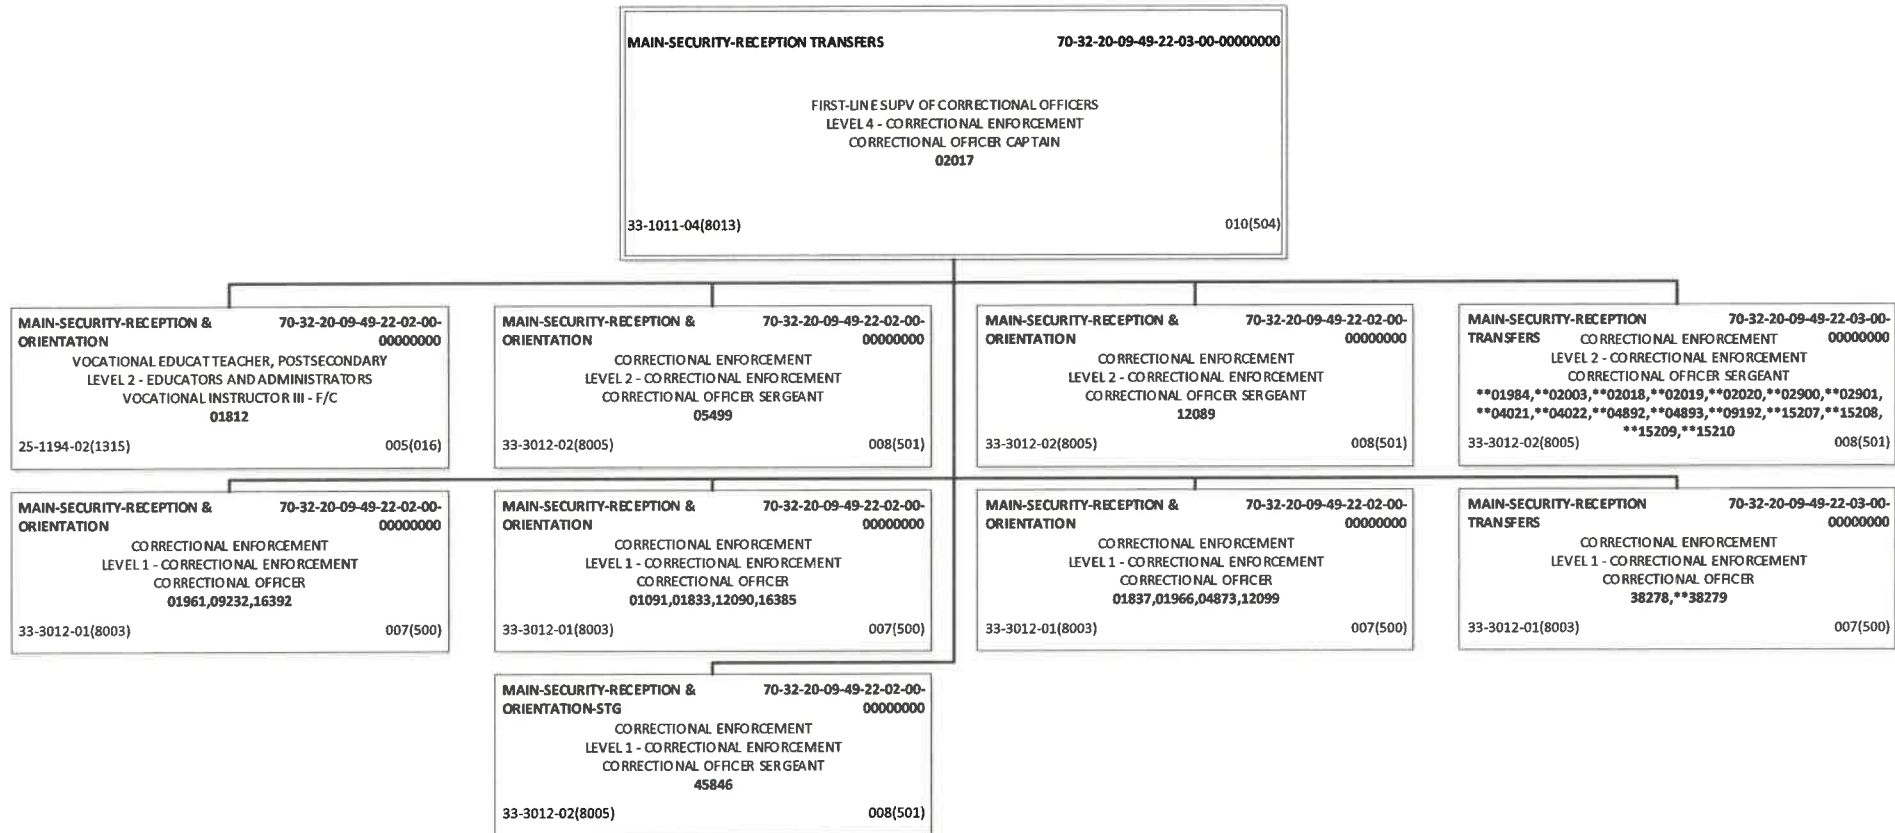 MAIN-SECURITY-RECEPTION TRANSFERS 70-32-20-09-49-22-03-00-00000000
FIRST-LINE SUPV OF CORRECTIONAL OFFICERS
LEVEL 4 - CORRECTIONAL ENFORCEMENT
CORRECTIONAL OFFICER CAPTAIN
02017
33-1011-04(8013) 010(504)
MAIN-SECURITY-RECEPTION & 70-32-20-09-49-22-02-00-
ORIENTATION 00000000
VOCATIONAL EDUCAT TEACHER, POSTSECONDARY
LEVEL 2 - EDUCATORS AND ADMINISTRATORS
VOCATIONAL INSTRUCTOR III - F/C
01812
25-1194-02(1315) 005(016)
MAIN-SECURITY-RECEPTION & 70-32-20-09-49-22-02-00-
ORIENTATION 00000000
CORRECTIONAL ENFORCEMENT
LEVEL 2 - CORRECTIONAL ENFORCEMENT
CORRECTIONAL OFFICER SERGEANT
05499
33-3012-02(8005) 008(501)
MAIN-SECURITY-RECEPTION & 70-32-20-09-49-22-02-00-
ORIENTATION 00000000
CORRECTIONAL ENFORCEMENT
LEVEL 2 - CORRECTIONAL ENFORCEMENT
CORRECTIONAL OFFICER SERGEANT
12089
33-3012-02(8005) 008(501)
MAIN-SECURITY-RECEPTION 70-32-20-09-49-22-03-00-
TRANSFERS CORRECTIONAL ENFORCEMENT 00000000
LEVEL 2 - CORRECTIONAL ENFORCEMENT
CORRECTIONAL OFFICER SERGEANT
**01984,**02003,**02018,**02019,**02020,**02900,**02901,
**04021,**04022,**04892,**04893,**09192,**15207,**15208,
**15209,**15210
33-3012-02(8005) 008(501)
MAIN-SECURITY-RECEPTION & 70-32-20-09-49-22-02-00-
ORIENTATION 00000000
CORRECTIONAL ENFORCEMENT
LEVEL 1 - CORRECTIONAL ENFORCEMENT
CORRECTIONAL OFFICER
01961,09232,16392
33-3012-01(8003) 007(500)
MAIN-SECURITY-RECEPTION & 70-32-20-09-49-22-02-00-
ORIENTATION 00000000
CORRECTIONAL ENFORCEMENT
LEVEL 1 - CORRECTIONAL ENFORCEMENT
CORRECTIONAL OFFICER
01091,01833,12090,16385
33-3012-01(8003) 007(500)
MAIN-SECURITY-RECEPTION & 70-32-20-09-49-22-02-00-
ORIENTATION 00000000
CORRECTIONAL ENFORCEMENT
LEVEL 1 - CORRECTIONAL ENFORCEMENT
CORRECTIONAL OFFICER
01837,01966,04873,12099
33-3012-01(8003) 007(500)
MAIN-SECURITY-RECEPTION 70-32-20-09-49-22-03-00-
TRANSFERS 00000000
CORRECTIONAL ENFORCEMENT
LEVEL 1 - CORRECTIONAL ENFORCEMENT
CORRECTIONAL OFFICER
38278,**38279
33-3012-01(8003) 007(500)
MAIN-SECURITY-RECEPTION & 70-32-20-09-49-22-02-00-
ORIENTATION-STG 00000000
CORRECTIONAL ENFORCEMENT
LEVEL 1 - CORRECTIONAL ENFORCEMENT
CORRECTIONAL OFFICER SERGEANT
45846
33-3012-02(8005) 008(501)